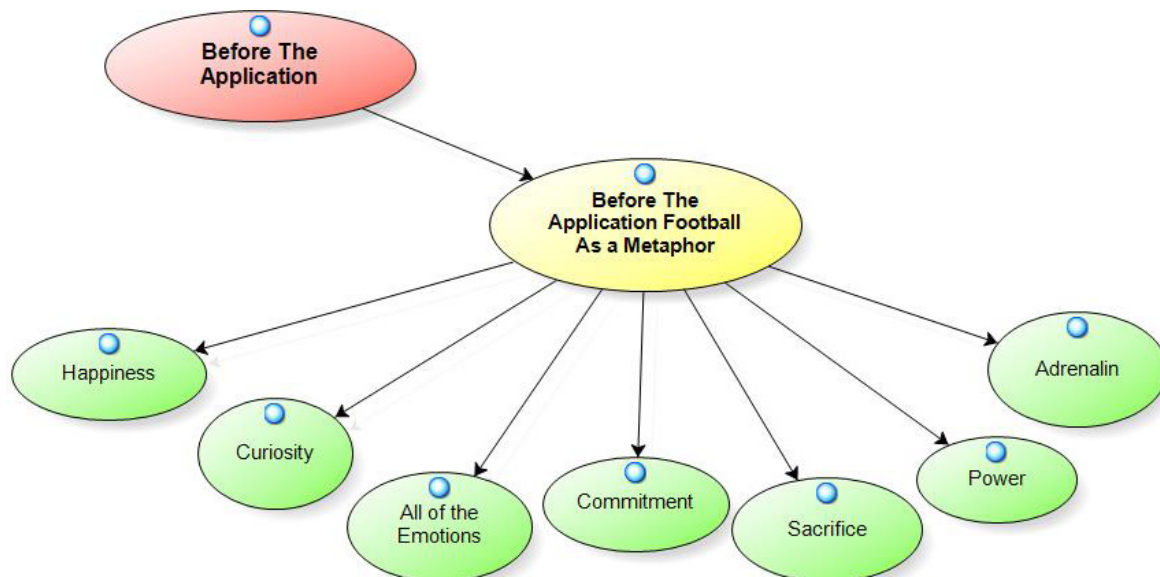 Before The
Application
Before The
Application Football
As a Metaphor
Happiness
Curiosity
All of the
Emotions
Commitment
Sacrifice
Power
Adrenalin